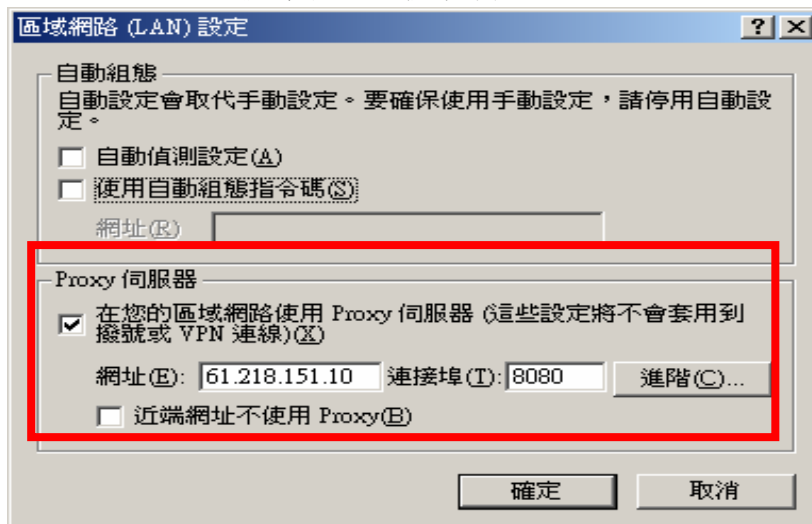 區域網路 (LAN) 設定
自動組態
自動設定會取代手動設定。要確保使用手動設定，請停用自動設
定。
自動偵測設定(A)
使用自動組態指令碼(S)
網址(R)
Proxy 伺服器
在您的區域網路使用 Proxy 伺服器 (這些設定將不會套用到
撥號或 VPN 連線)(X)
網址(E): 61.218.151.10 連接埠(T): 8080 進階(C)...
近端網址不使用 Proxy(B)
確定 取消